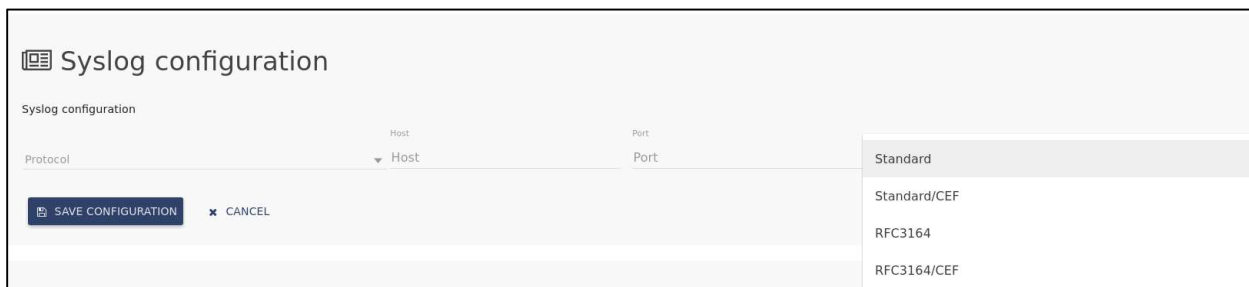 Syslog configuration
Syslog configuration
Host
Port
Protocol
Host
Port
Standard
Standard/CEF
RFC3164
RFC3164/CEF
SAVE CONFIGURATION
CANCEL